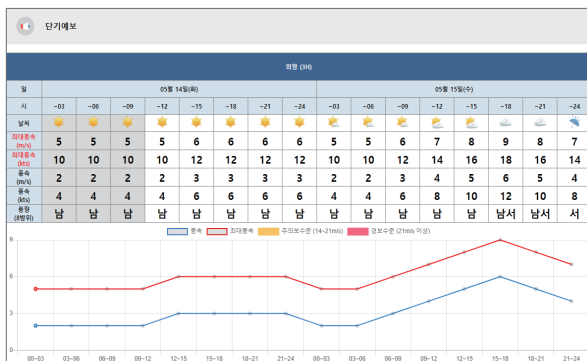 단기예보
외항 (3H)
일 05월 14일(화) 05월 15일(수)
시 ~03 ~06 ~09 ~12 ~15 ~18 ~21 ~24 ~03 ~06 ~09 ~12 ~15 ~18 ~21 ~24
날씨
최대풍속 (m/s) 5 5 5 5 6 6 6 6 5 5 6 7 8 9 8 7
최대풍속 (kts) 10 10 10 10 12 12 12 12 10 10 12 14 16 18 16 14
풍속 (m/s) 2 2 2 2 3 3 3 3 2 2 3 4 5 6 5 4
풍속 (kts) 4 4 4 4 6 6 6 6 4 4 6 8 10 12 10 8
풍향 (8방위) 남 남 남 남 남 남 남 남 남 남 남 남 남 남서 남서 서
풍속 최대풍속 주의보수준 (14~21m/s) 경보수준 (21m/s 이상)
9
6
3
0
00~03 03~06 06~09 09~12 12~15 15~18 18~21 21~24 00~03 03~06 06~09 09~12 12~15 15~18 18~21 21~24